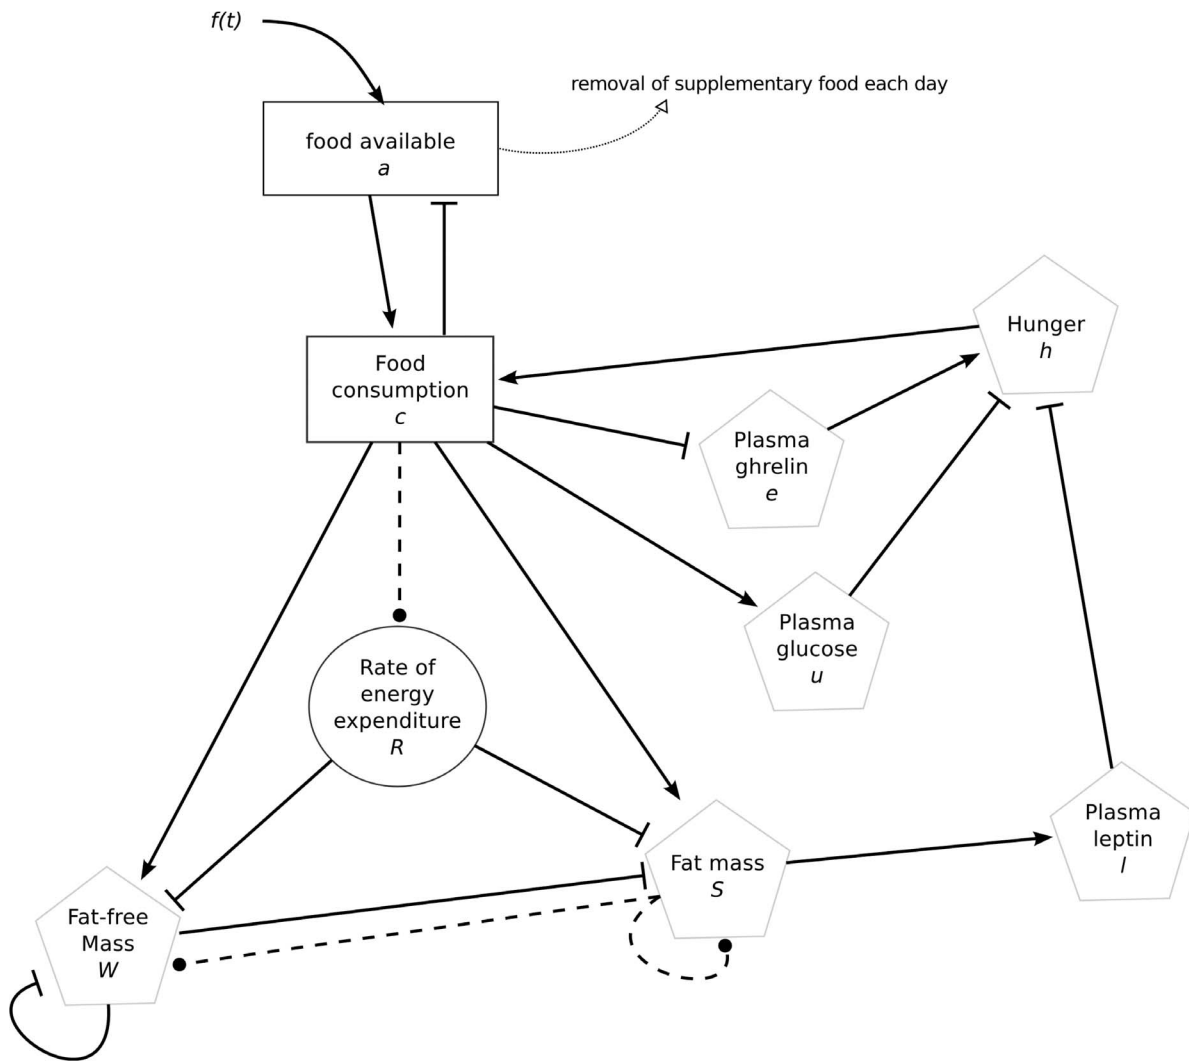 f(t)
removal of supplementary food each day
food available
a
Hunger
h
Food
consumption
c
Plasma
ghrelin
e
Plasma
glucose
u
Rate of
energy
expenditure
R
Plasma
leptin
l
Fat mass
S
Fat-free
Mass
W